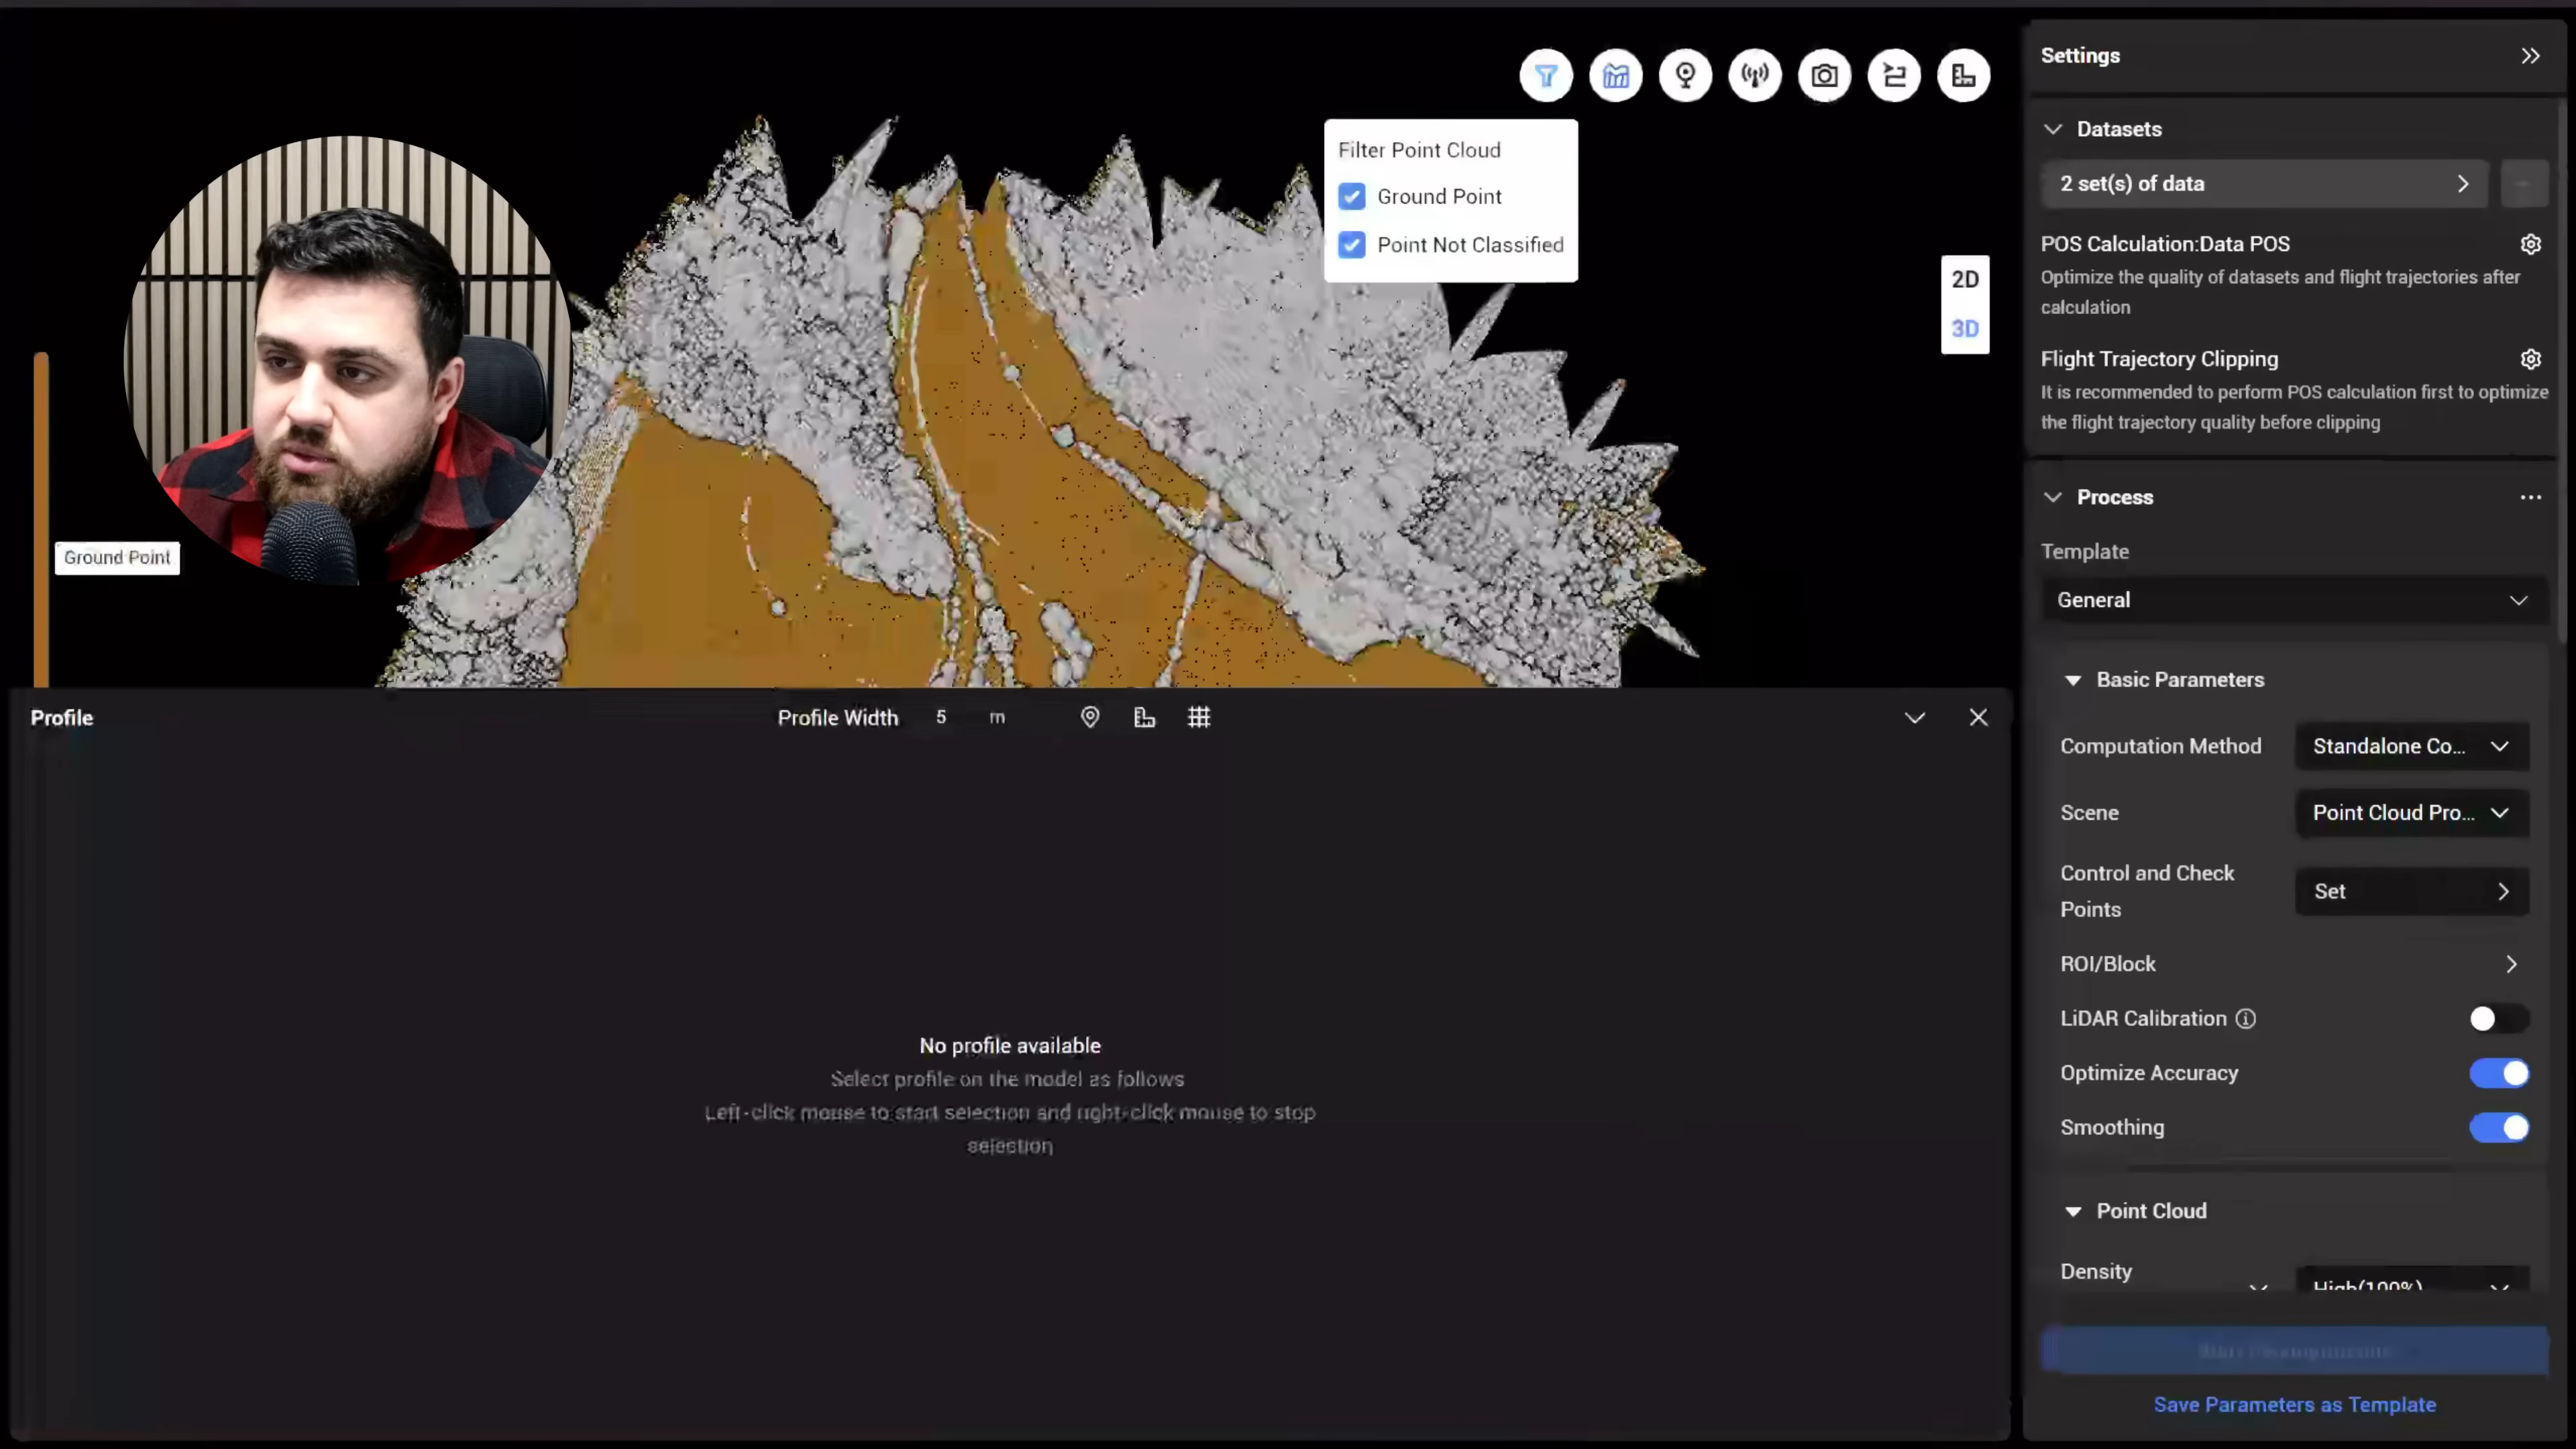 Settings
Datasets
2 set(s) of data
POS Calculation:Data POS
Optimize the quality of datasets and flight trajectories after
calculation
Flight Trajectory Clipping
It is recommended to perform POS calculation first to optimize
the flight trajectory quality before clipping
Process
Template
General
Basic Parameters
Computation Method
Standalone Co...
Scene
Point Cloud Pro...
Control and Check
Points
Set
ROI/Block
LiDAR Calibration
Optimize Accuracy
Smoothing
Point Cloud
Density
High(100%)
Save Parameters as Template
Filter Point Cloud
Ground Point
Point Not Classified
2D
3D
Ground Point
Profile
Profile Width 5 m
No profile available
Select profile on the model as follows
Left-click mouse to start selection and right-click mouse to stop
selection